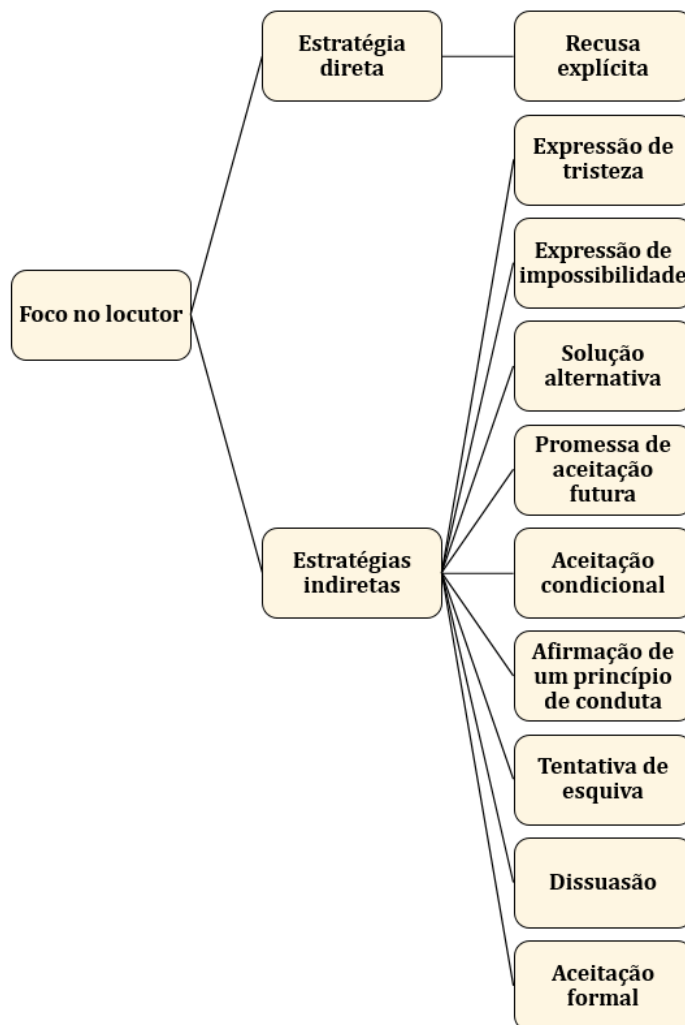 Estratégia
direta
Recusa
explícita
Expressão de
tristeza
Expressão de
impossibilidade
Foco no locutor
Solução
alternativa
Promessa de
aceitação
futura
Estratégias
indiretas
Aceitação
condicional
Afirmação de
um princípio
de conduta
Tentativa de
esquiva
Dissuasão
Aceitação
formal